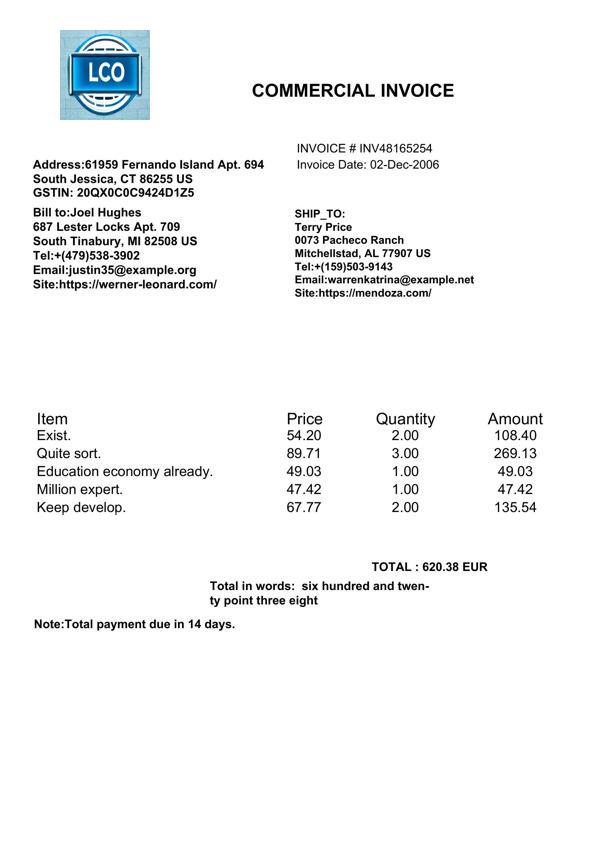 LCO
COMMERCIAL INVOICE
INVOICE # INV48165254
Invoice Date: 02-Dec-2006
Address:61959 Fernando Island Apt. 694
South Jessica, CT 86255 US
GSTIN: 20QX0C0C9424D1Z5
Bill to:Joel Hughes
687 Lester Locks Apt. 709
South Tinabury, MI 82508 US
Tel:+(479)538-3902
Email:justin35@example.org
Site:https://werner-leonard.com/
SHIP_TO:
Terry Price
0073 Pacheco Ranch
Mitchellstad, AL 77907 US
Tel:+(159)503-9143
Email:warrenkatrina@example.net
Site:https://mendoza.com/
Item Price Quantity Amount
Exist. 54.20 2.00 108.40
Quite sort. 89.71 3.00 269.13
Education economy already. 49.03 1.00 49.03
Million expert. 47.42 1.00 47.42
Keep develop. 67.77 2.00 135.54
TOTAL : 620.38 EUR
Total in words:  six hundred and twen-
ty point three eight
Note:Total payment due in 14 days.